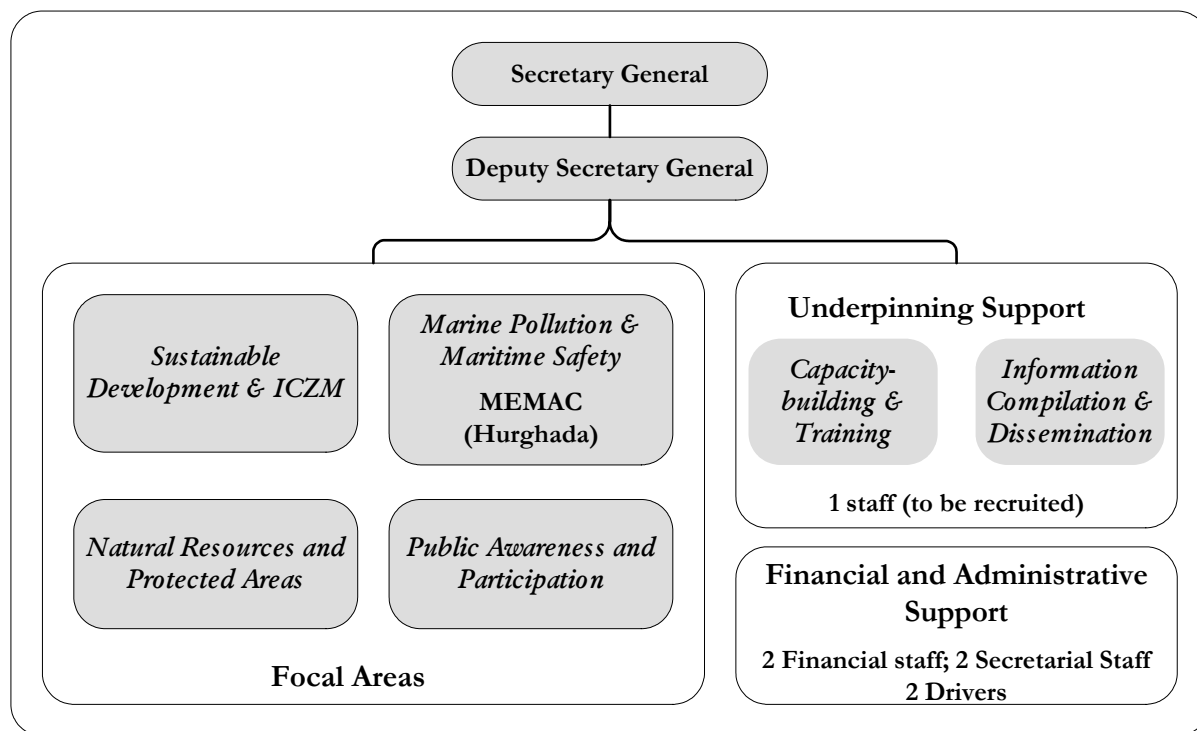 Secretary General
Deputy Secretary General
Sustainable
Development & ICZM
Marine Pollution &
Maritime Safety
MEMAC
(Hurghada)
Natural Resources and
Protected Areas
Public Awareness and
Participation
Focal Areas
Underpinning Support
Capacity-
building &
Training
Information
Compilation &
Dissemination
1 staff (to be recruited)
Financial and Administrative
Support
2 Financial staff; 2 Secretarial Staff
2 Drivers